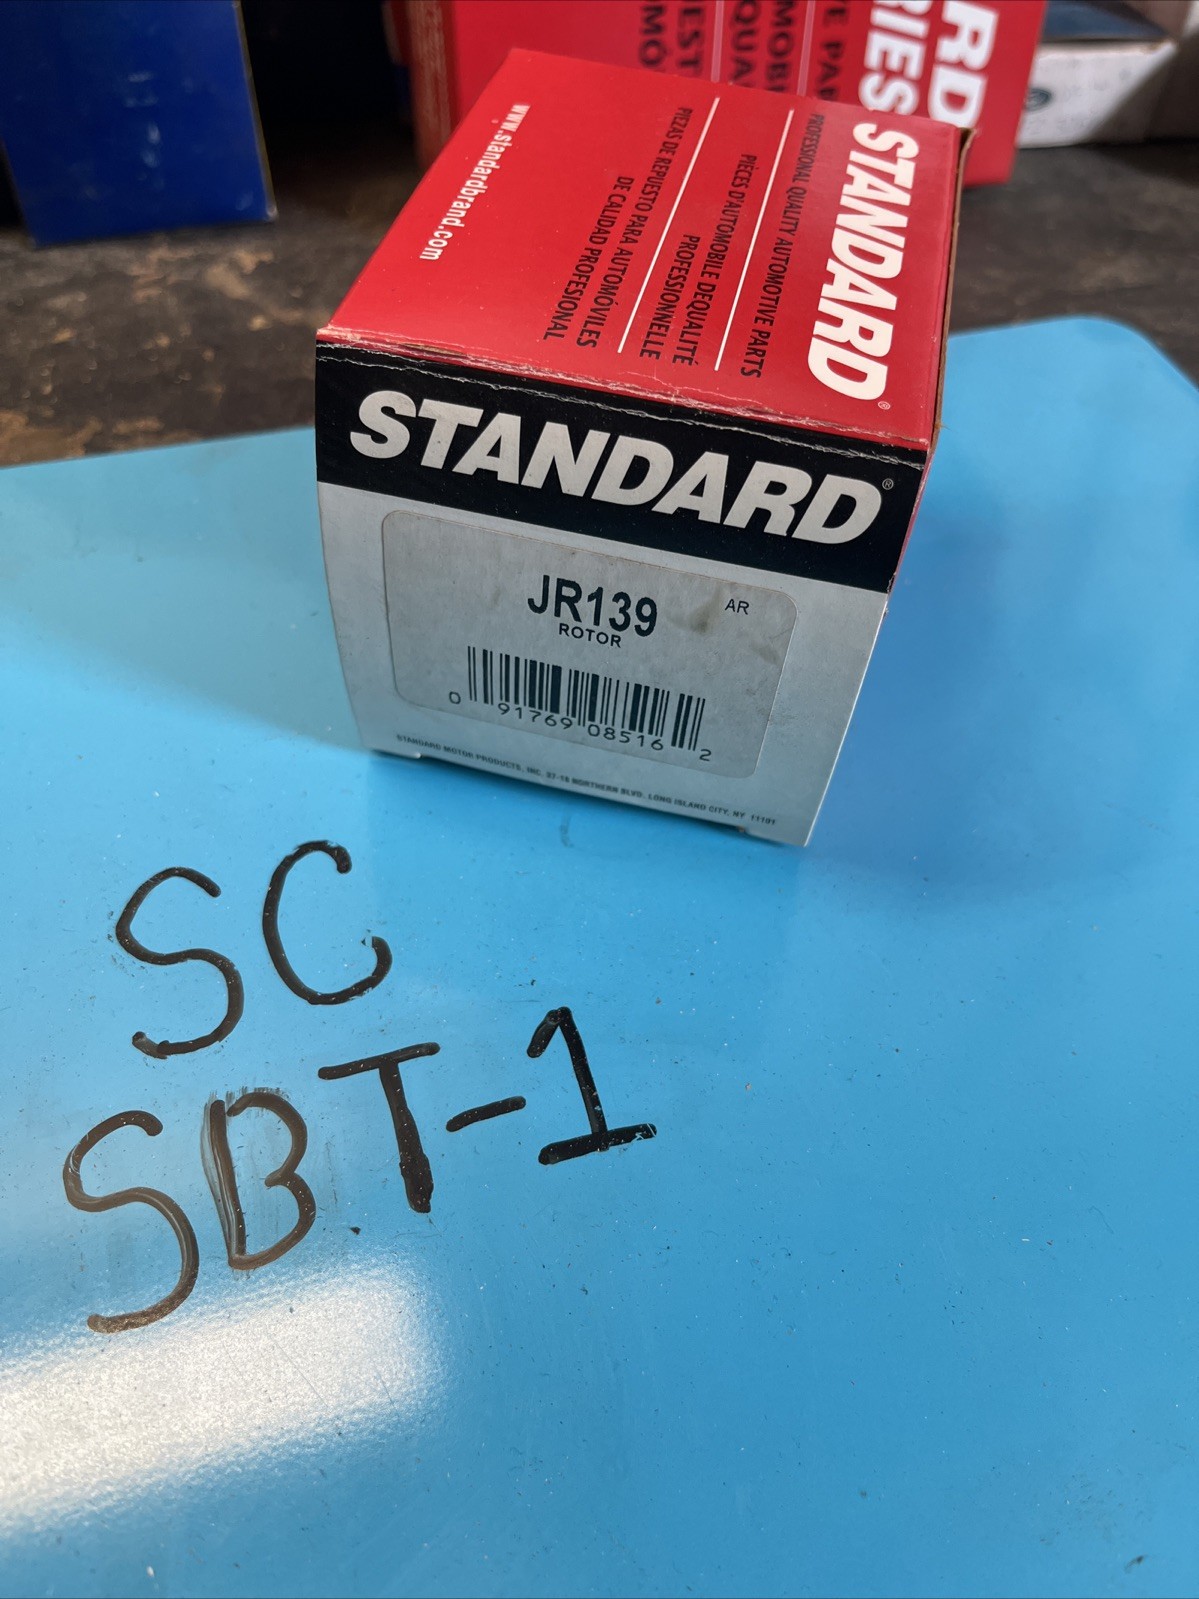 STANDARD®
PROFESSIONAL QUALITY AUTOMOTIVE PARTS
PIÈCES D'AUTOMOBILE DEQUALITÉ
PROFESSIONNELLE
PIEZAS DE REPUESTO PARA AUTOMÓVILES
DE CALIDAD PROFESIONAL
www.standardbrand.com
STANDARD®
JR139
AR
ROTOR
0 91769 08516 2
STANDARD MOTOR PRODUCTS, INC. 37-18 NORTHERN BLVD. LONG ISLAND CITY, NY 11101
SC
SBT-1